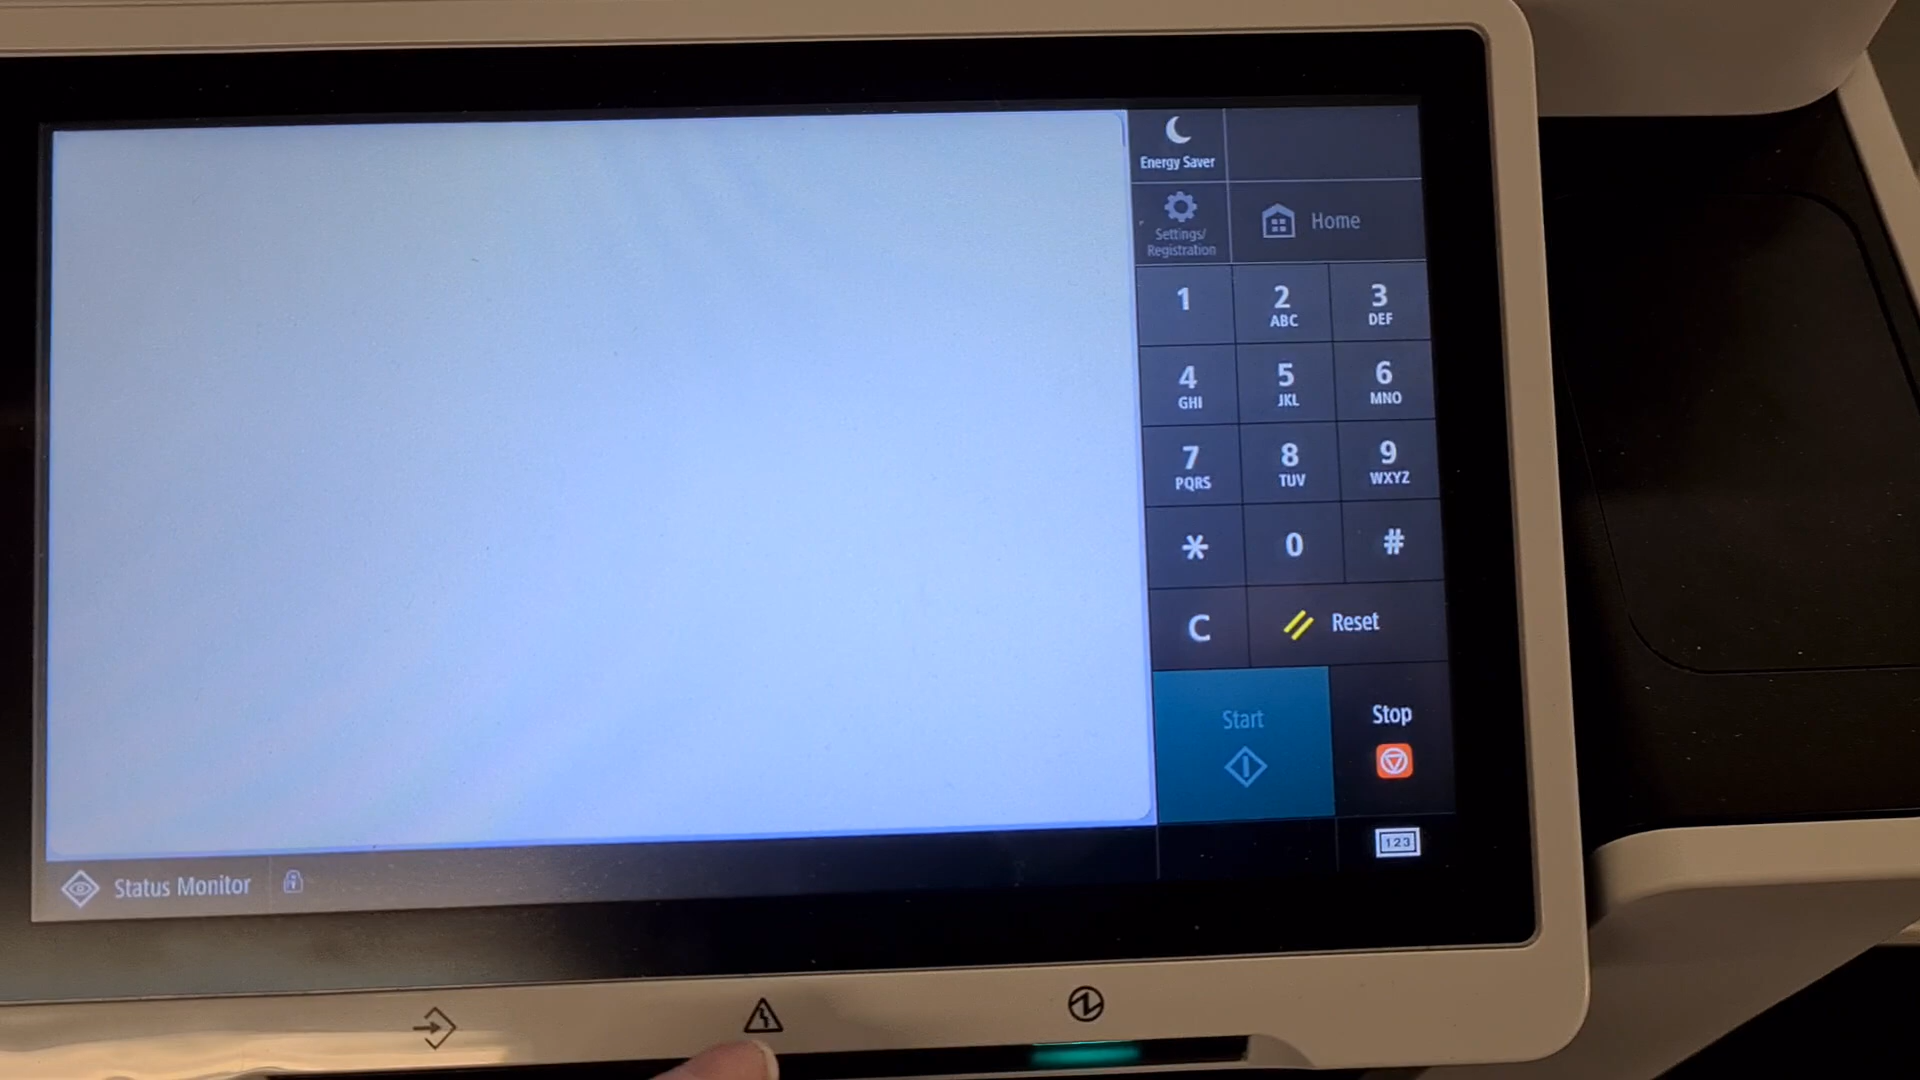 Energy Saver
Settings/
Registration
Home
1
2
ABC
3
DEF
4
GHI
5
JKL
6
MNO
7
PQRS
8
TUV
9
WXYZ
*
0
#
C
Reset
Start
Stop
123
Status Monitor